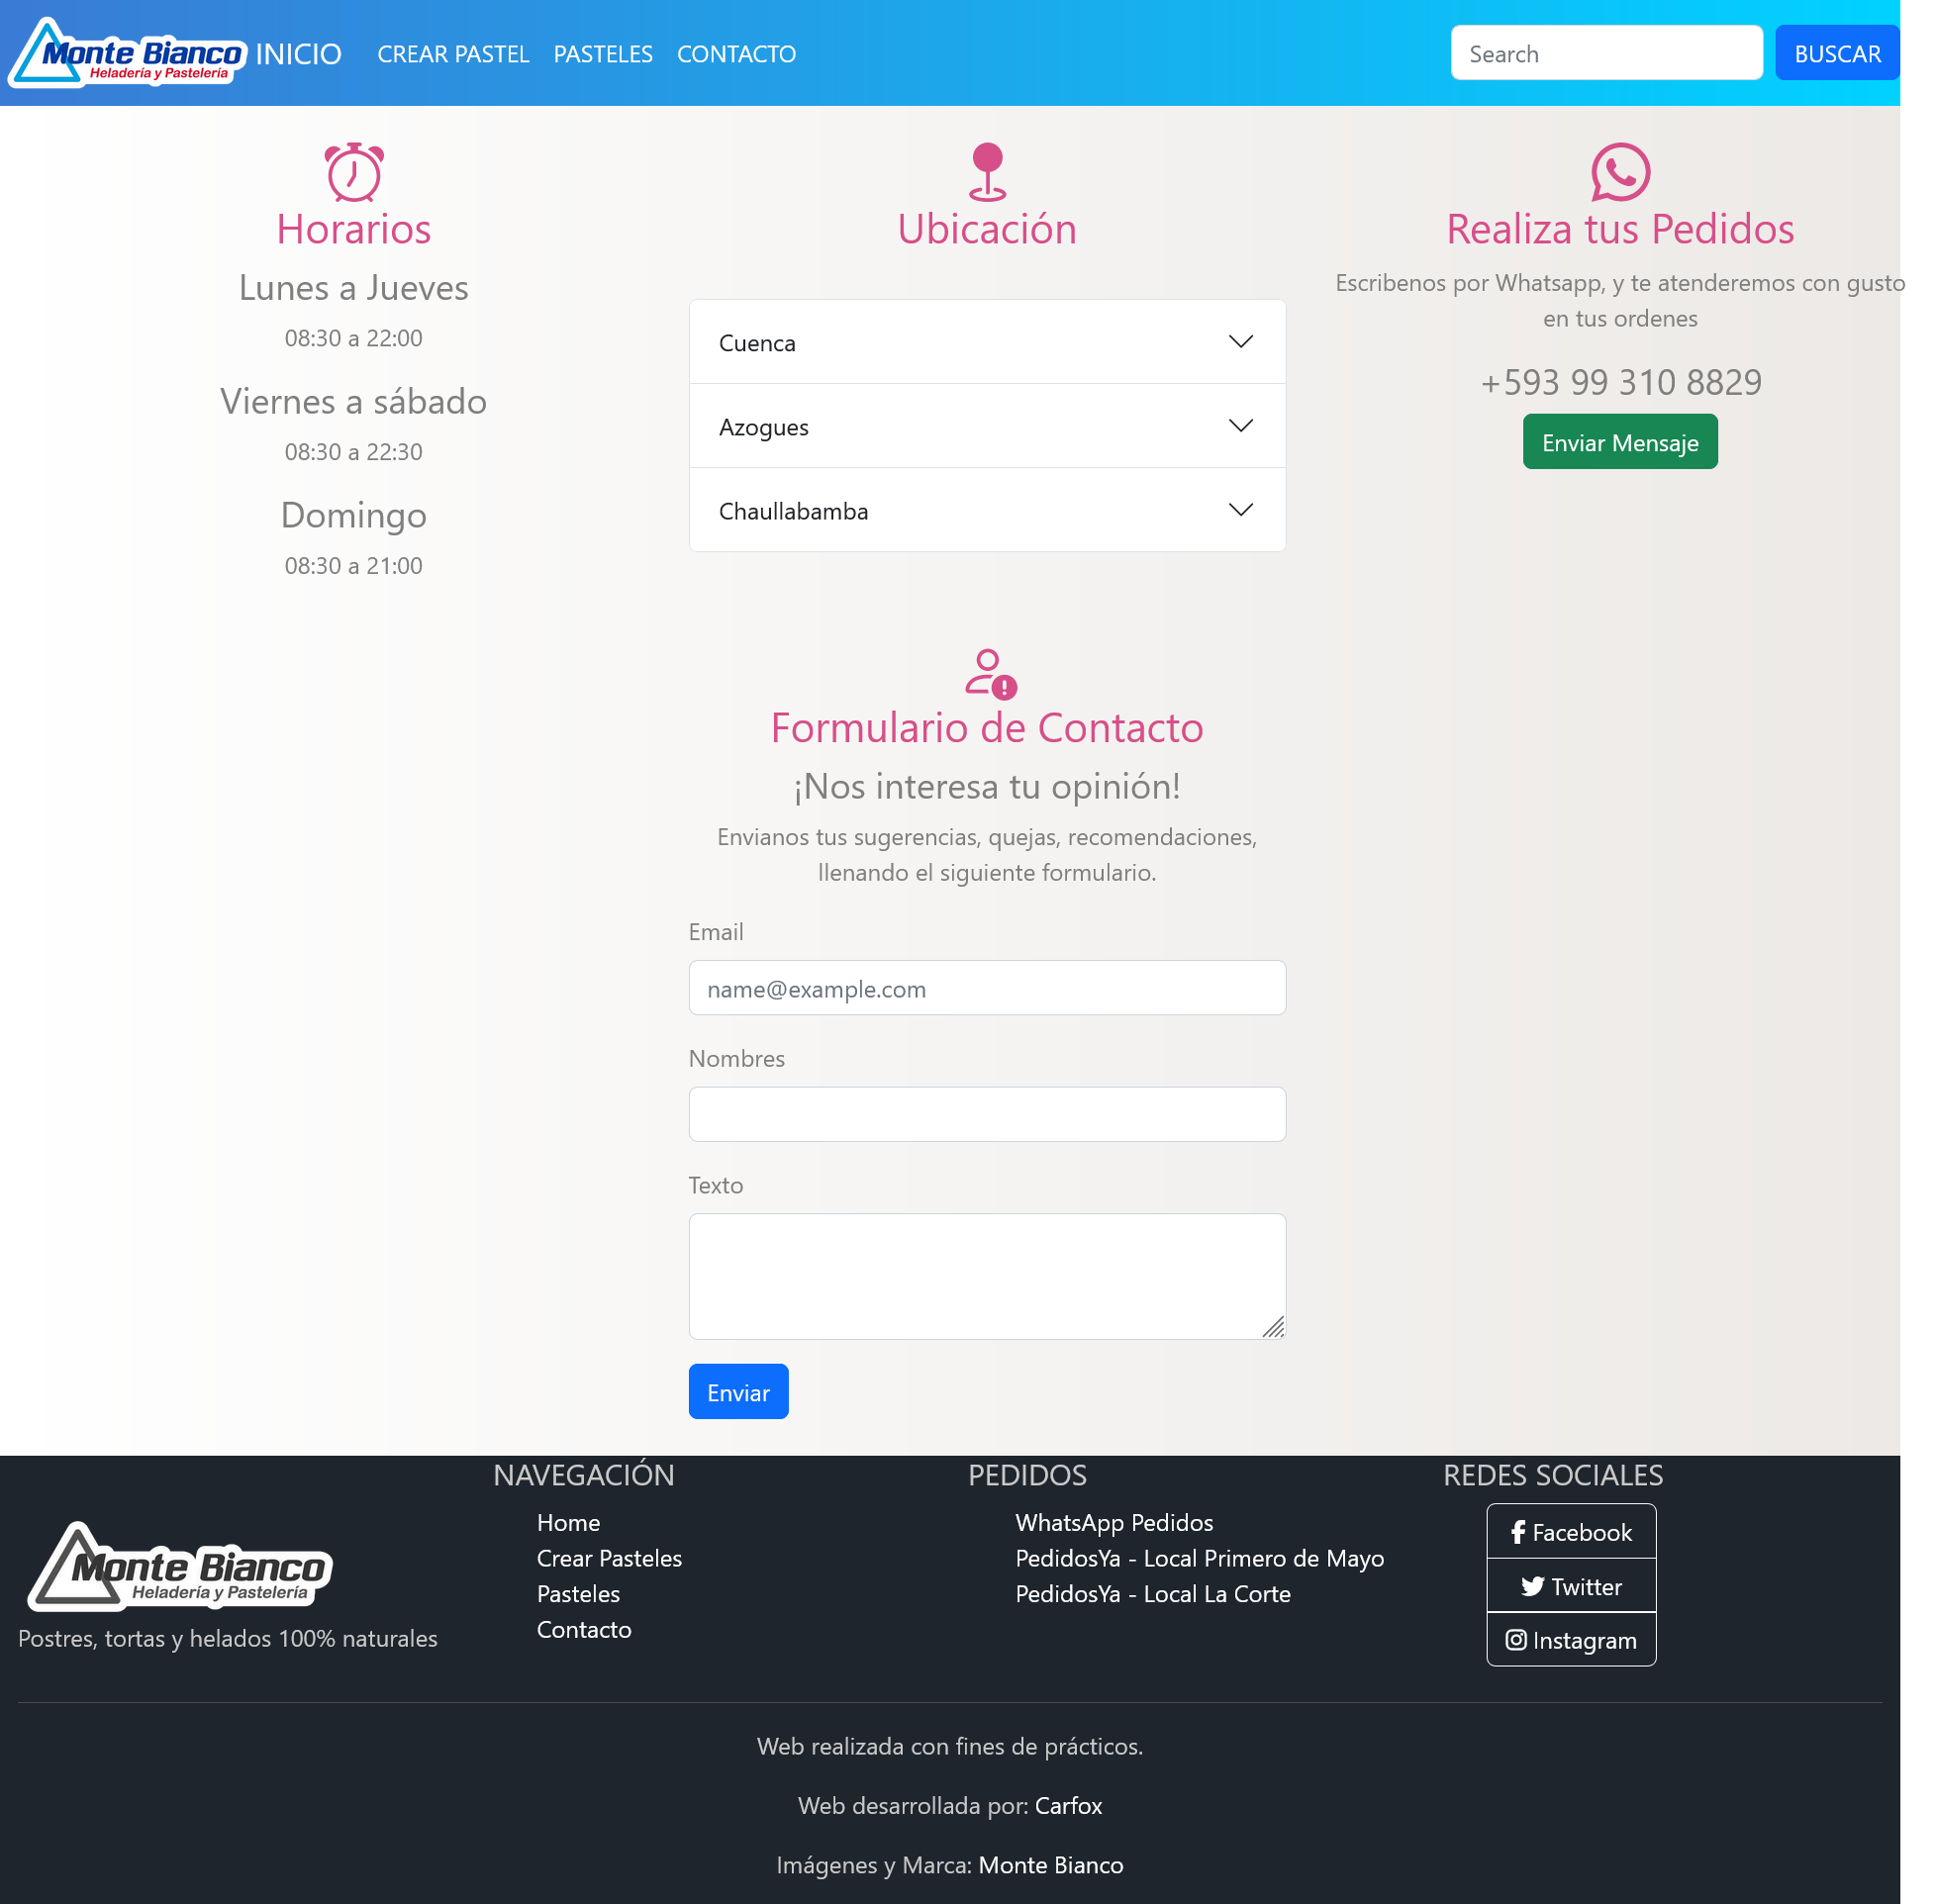 Monte Bianco
Heladería y Pastelería
INICIO
CREAR PASTEL
PASTELES
CONTACTO
Search
BUSCAR
Horarios
Lunes a Jueves
08:30 a 22:00
Viernes a sábado
08:30 a 22:30
Domingo
08:30 a 21:00
Ubicación
Cuenca
Azogues
Chaullabamba
Realiza tus Pedidos
Escribenos por Whatsapp, y te atenderemos con gusto
en tus ordenes
+593 99 310 8829
Enviar Mensaje
Formulario de Contacto
¡Nos interesa tu opinión!
Envianos tus sugerencias, quejas, recomendaciones,
llenando el siguiente formulario.
Email
name@example.com
Nombres
Texto
Enviar
Monte Bianco
Heladería y Pastelería
Postres, tortas y helados 100% naturales
NAVEGACIÓN
Home
Crear Pasteles
Pasteles
Contacto
PEDIDOS
WhatsApp Pedidos
PedidosYa - Local Primero de Mayo
PedidosYa - Local La Corte
REDES SOCIALES
Facebook
Twitter
Instagram
Web realizada con fines de prácticos.
Web desarrollada por: Carfox
Imágenes y Marca: Monte Bianco